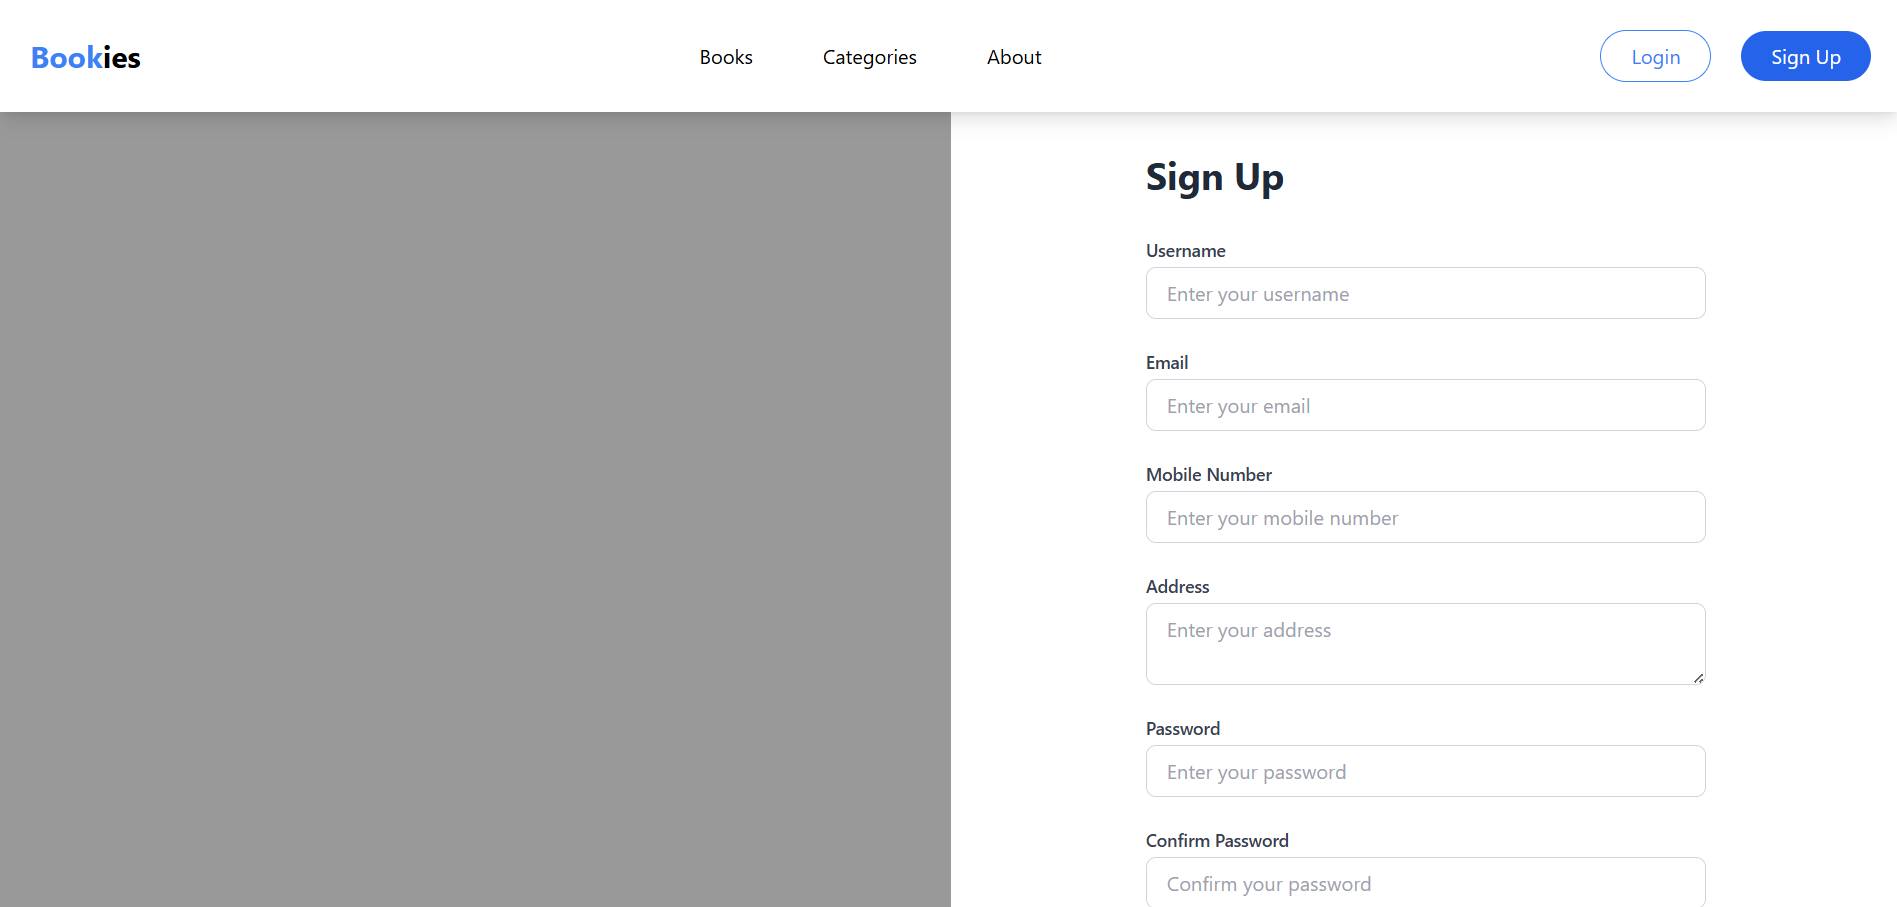 Bookies
Books
Categories
About
Login
Sign Up
Sign Up
Username
Enter your username
Email
Enter your email
Mobile Number
Enter your mobile number
Address
Enter your address
Password
Enter your password
Confirm Password
Confirm your password